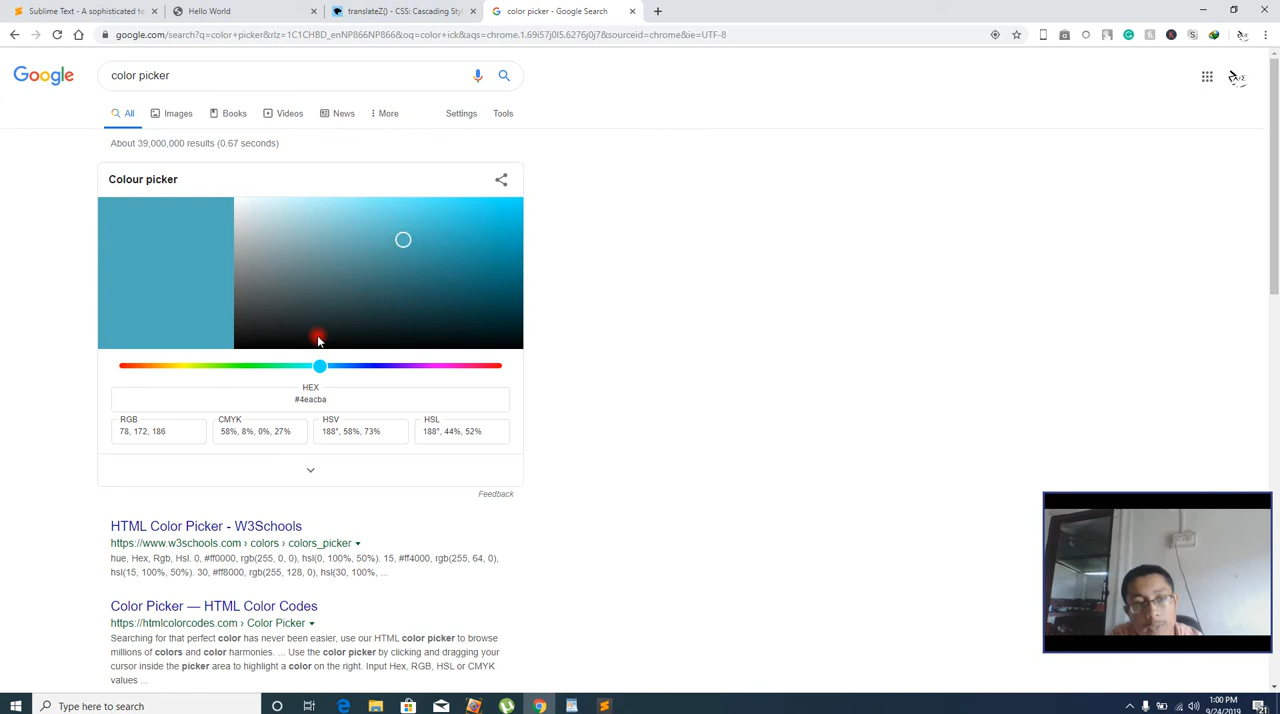 Sublime Text - A sophisticated te
Hello World
translateZ() - CSS: Cascading Styl
color picker - Google Search
google.com/search?q=color+picker&rlz=1C1CHBD_enNP866NP866&oq=color+ick&aqs=chrome.1.69i57j0l5.6276j0j7&sourceid=chrome&ie=UTF-8
Google
color picker
All
Images
Books
Videos
News
More
Settings
Tools
About 39,000,000 results (0.67 seconds)
Colour picker
HEX
#4eacba
RGB
78, 172, 186
CMYK
58%, 8%, 0%, 27%
HSV
188°, 58%, 73%
HSL
188°, 44%, 52%
Feedback
HTML Color Picker - W3Schools
https://www.w3schools.com › colors › colors_picker
hue, Hex, Rgb, Hsl. 0, #ff0000, rgb(255, 0, 0), hsl(0, 100%, 50%). 15, #ff4000, rgb(255, 64, 0),
hsl(15, 100%, 50%). 30, #ff8000, rgb(255, 128, 0), hsl(30, 100%, ...
Color Picker — HTML Color Codes
https://htmlcolorcodes.com › Color Picker
Searching for that perfect color has never been easier, use our HTML color picker to browse
millions of colors and color harmonies. ... Use the color picker by clicking and dragging your
cursor inside the picker area to highlight a color on the right. Input Hex, RGB, HSL or CMYK
values ...
Type here to search
1:00 PM
9/24/2019
21